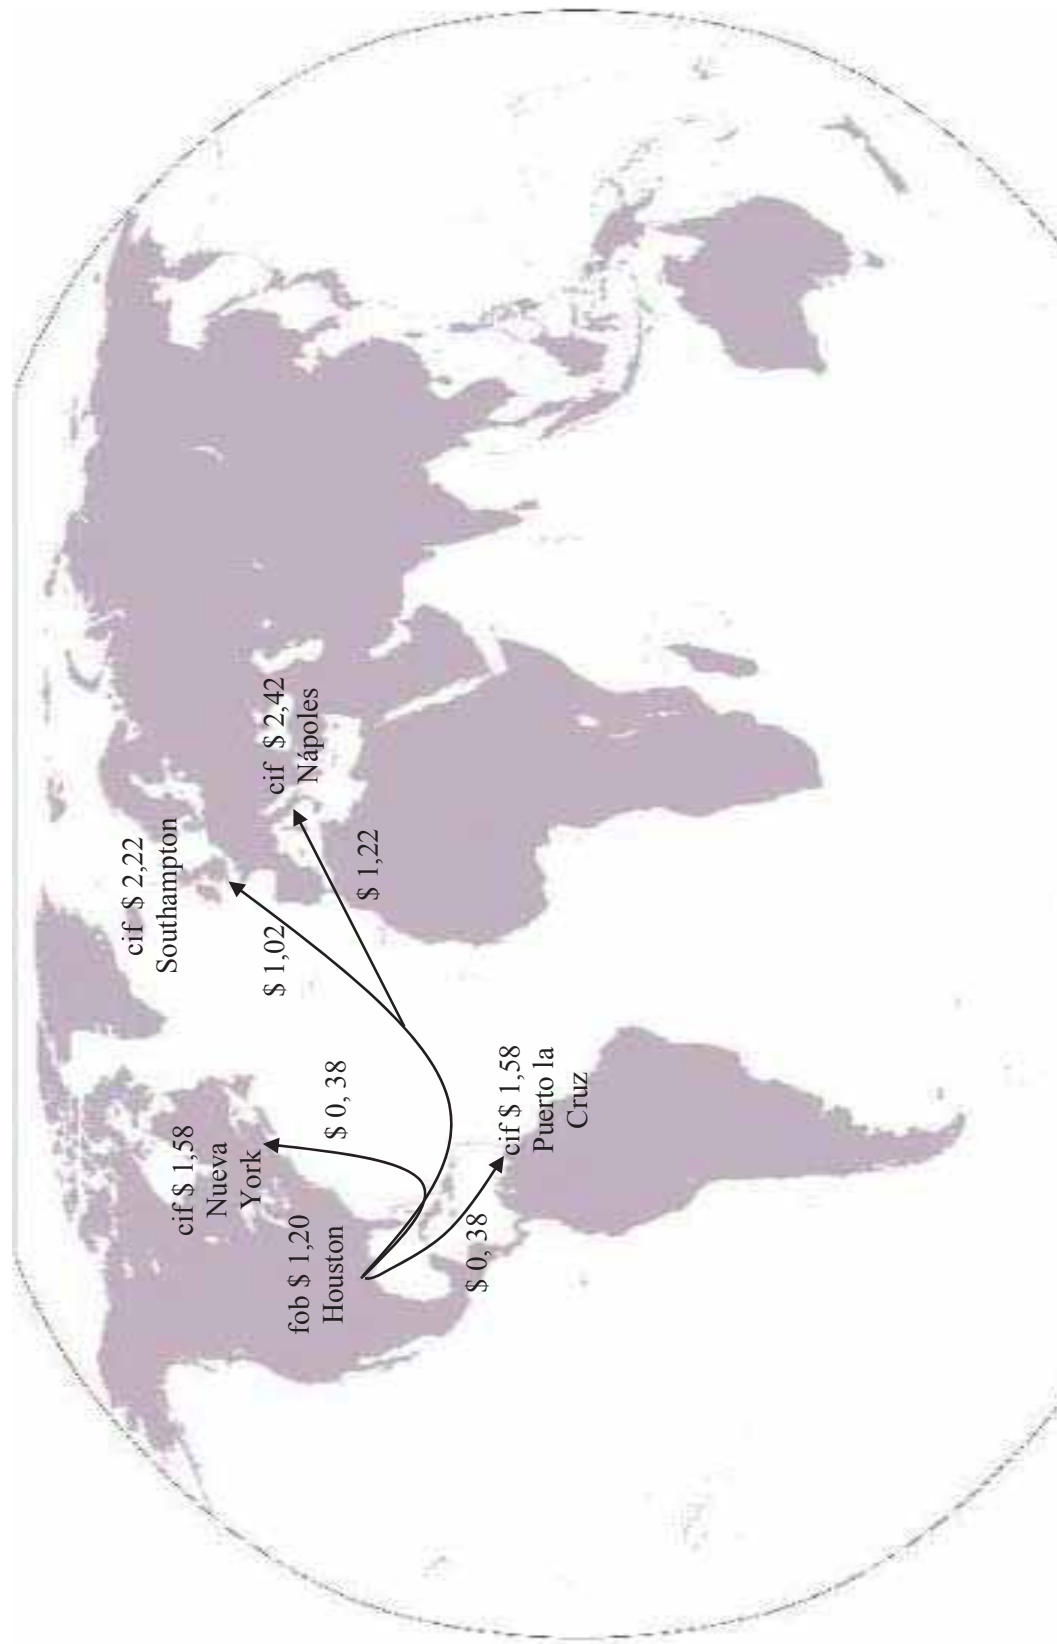 cif $ 2,22
Southampton
cif $ 2,42
Nápoles
$ 1,02
$ 1,22
cif $ 1,58
Nueva
York
$ 0, 38
fob $ 1,20
Houston
$ 0, 38
cif $ 1,58
Puerto la
Cruz